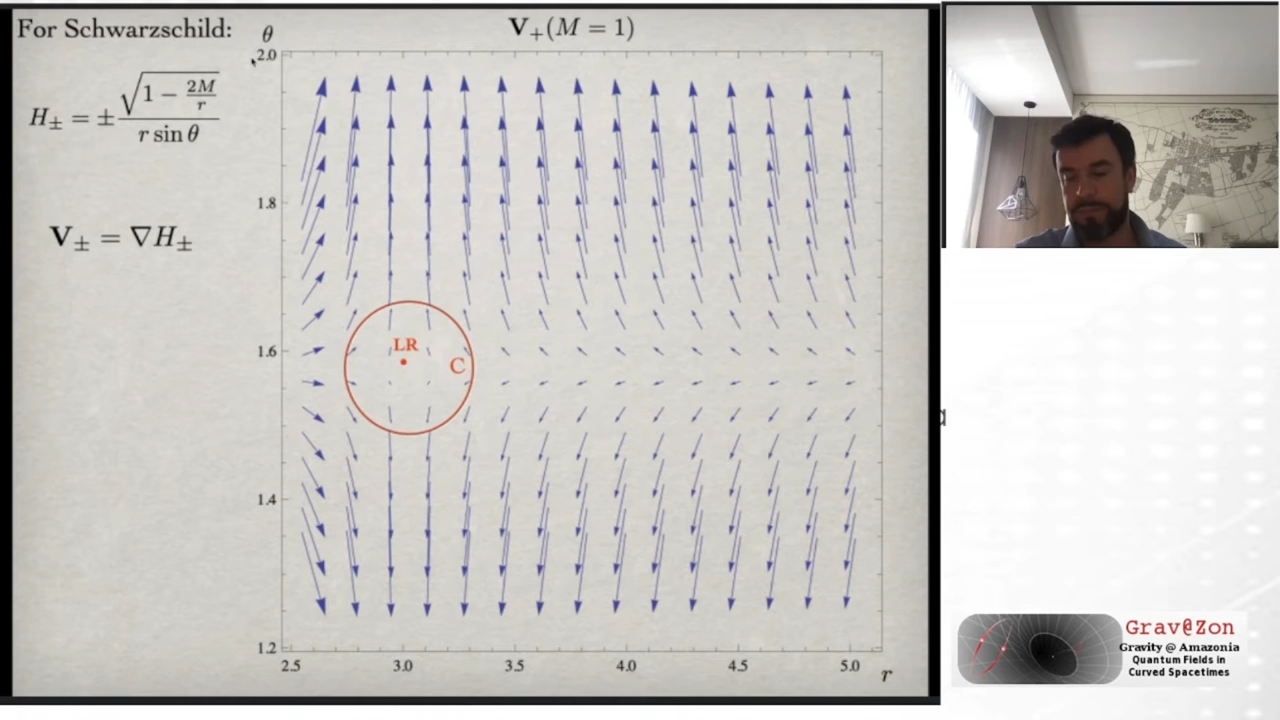 For Schwarzschild:
H± = ± √(1 − 2M/r) / (r sin θ)
V± = ∇H±
V+(M = 1)
θ
2.0
1.8
1.6
1.4
1.2
LR
C
2.5 3.0 3.5 4.0 4.5 5.0
r
Grav@Zon
Gravity @ Amazonia
Quantum Fields in
Curved Spacetimes